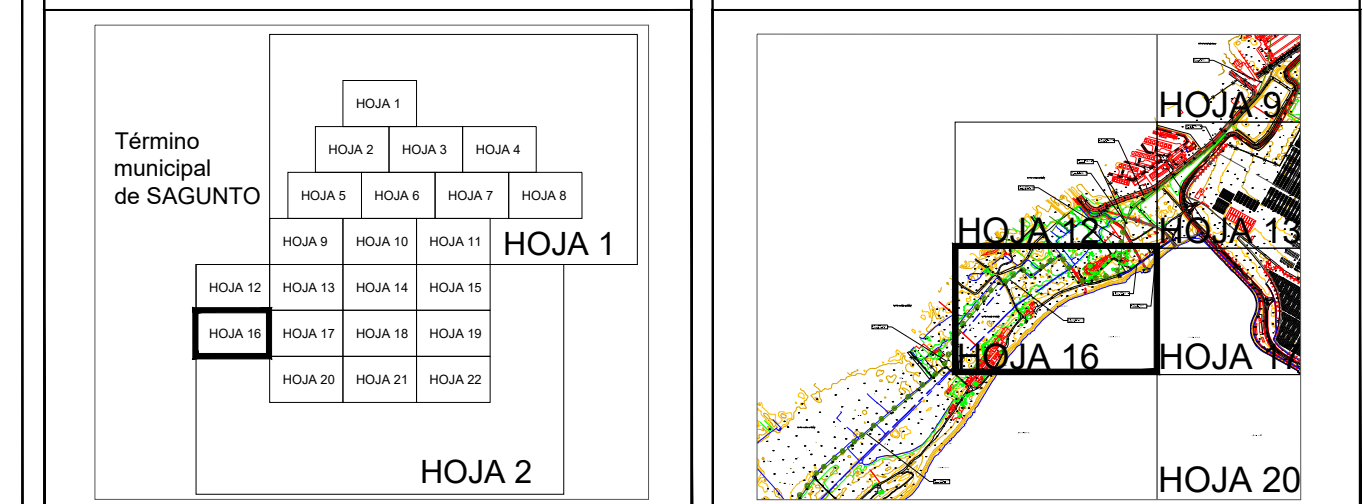 Término
municipal
de SAGUNTO
HOJA 1
HOJA 2 HOJA 3 HOJA 4
HOJA 5 HOJA 6 HOJA 7 HOJA 8
HOJA 9 HOJA 10 HOJA 11 HOJA 1
HOJA 12 HOJA 13 HOJA 14 HOJA 15
HOJA 16 HOJA 17 HOJA 18 HOJA 19
HOJA 20 HOJA 21 HOJA 22
HOJA 2
HOJA 9
HOJA 12 HOJA 13
HOJA 16 HOJA 17
HOJA 20